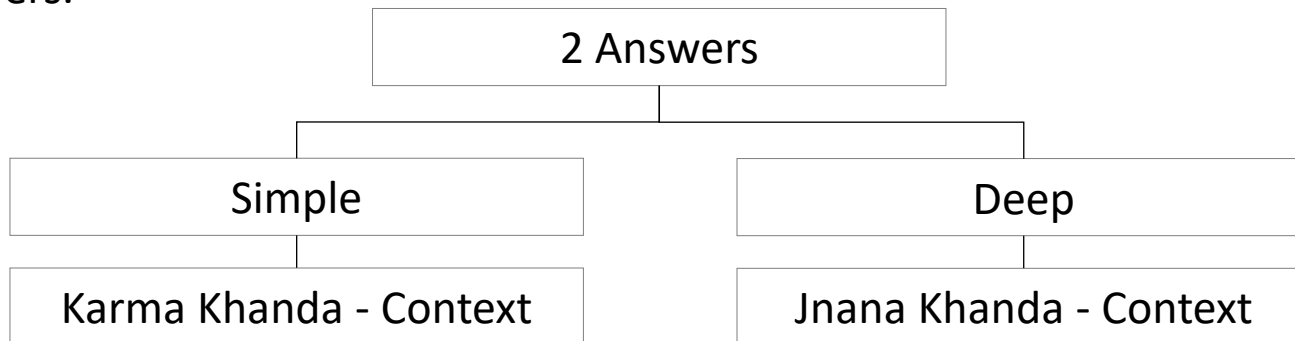 2 Answers
Simple
Deep
Karma Khanda - Context
Jnana Khanda - Context